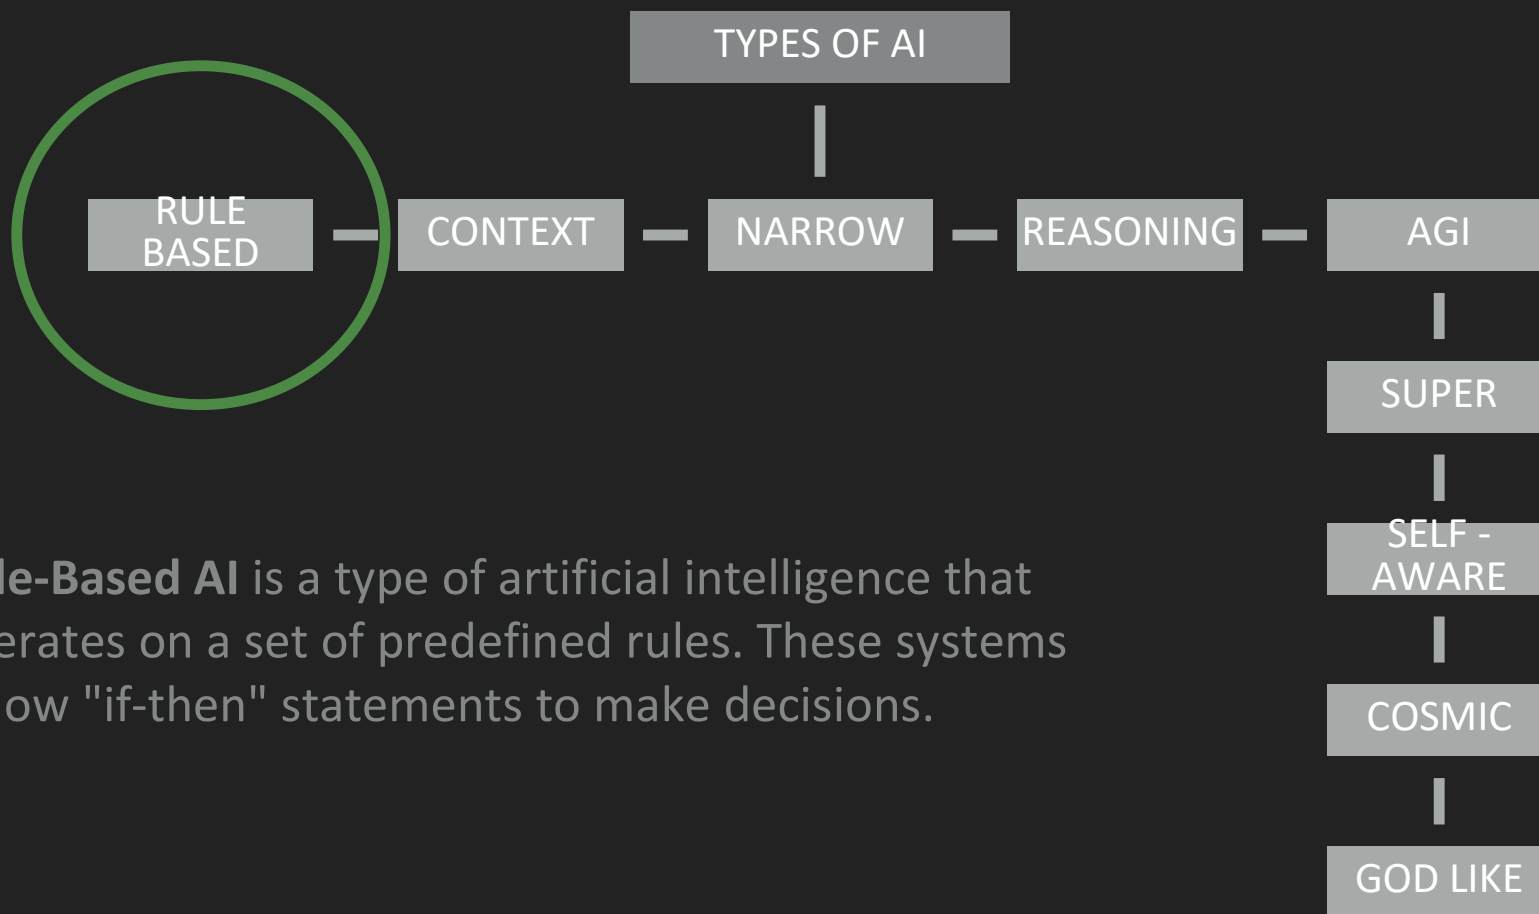 TYPES OF AI
RULE
BASED
CONTEXT
NARROW
REASONING
AGI
SUPER
SELF -
AWARE
COSMIC
GOD LIKE
le-Based AI is a type of artificial intelligence that
erates on a set of predefined rules. These systems
ow "if-then" statements to make decisions.